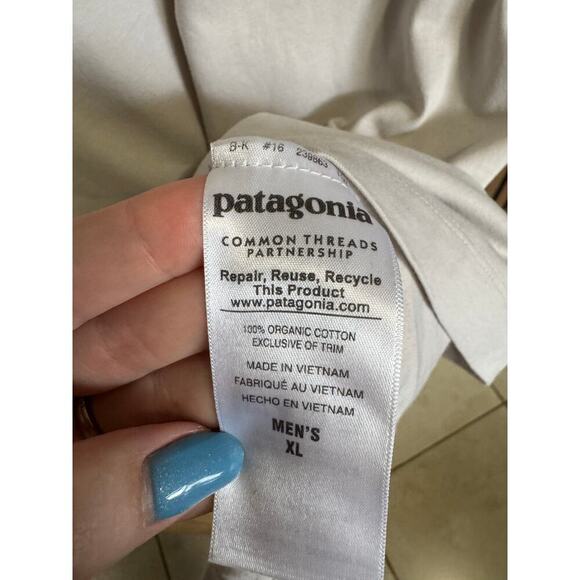 B-K #16 239863
patagonia
COMMON THREADS
PARTNERSHIP
Repair, Reuse, Recycle
This Product
www.patagonia.com
100% ORGANIC COTTON
EXCLUSIVE OF TRIM
MADE IN VIETNAM
FABRIQUÉ AU VIETNAM
HECHO EN VIETNAM
MEN'S
XL